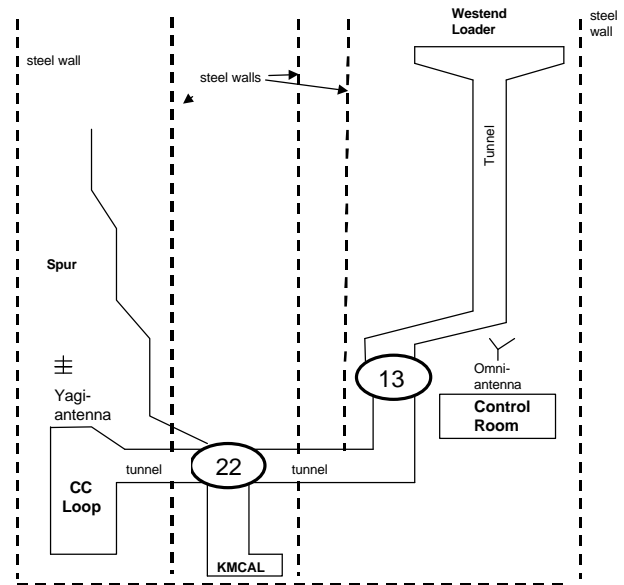 Westend
Loader
steel
wall
steel wall
steel walls
Tunnel
Spur
13
Omni-
antenna
Yagi-
antenna
Control
Room
22
tunnel
tunnel
CC
Loop
KMCAL